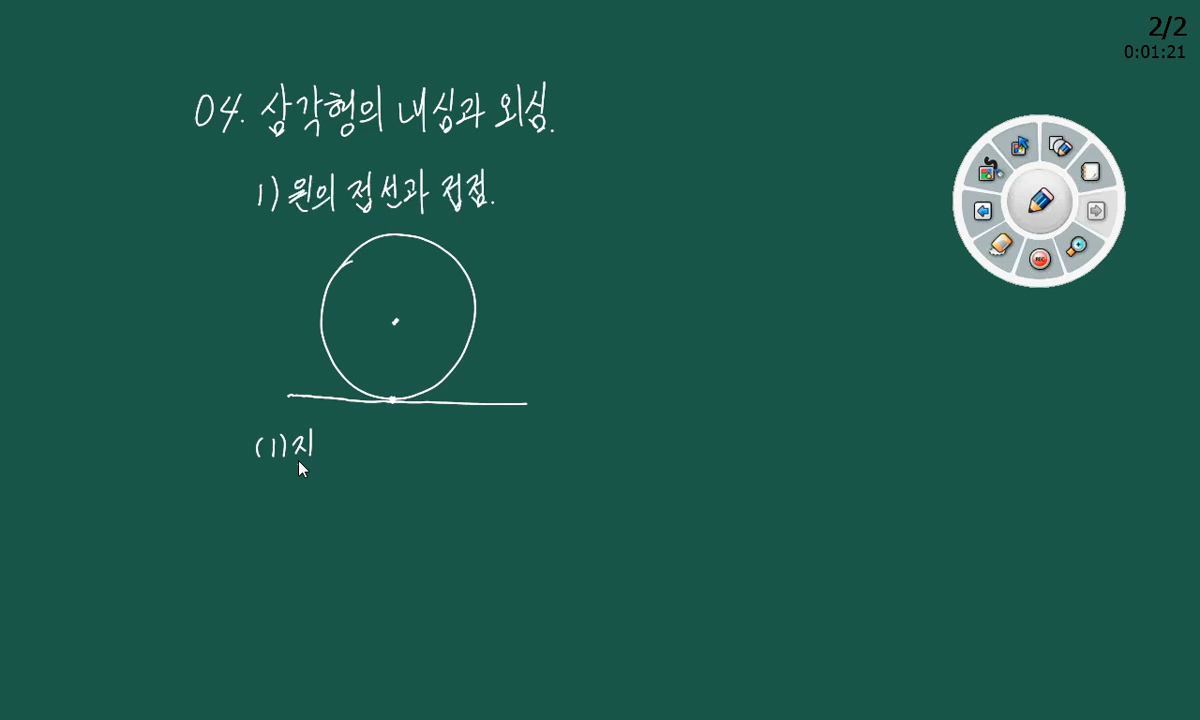 2/2
0:01:21
04. 삼각형의 내심과 외심.
1) 원의 접선과 접점.
(1) 지
REC